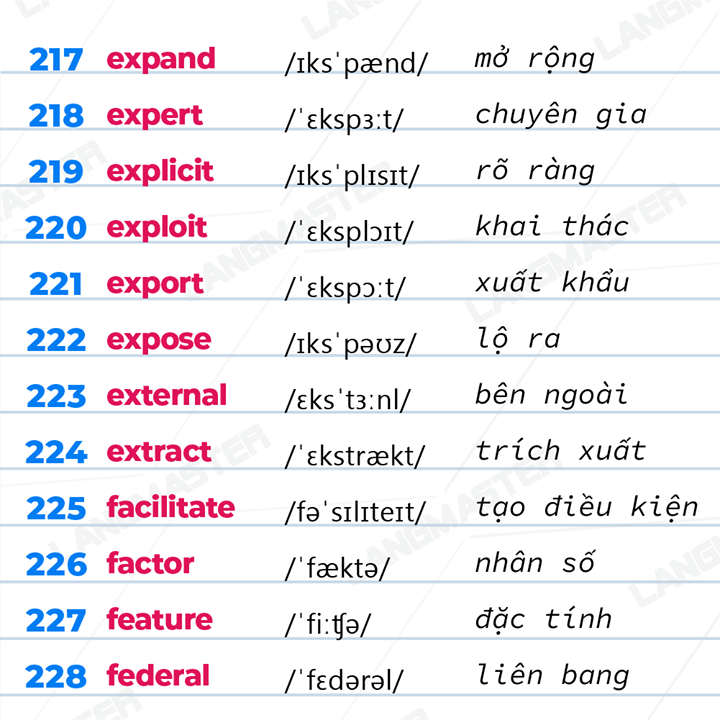 217 expand /ɪksˈpænd/ mở rộng
218 expert /ˈɛkspɜːt/ chuyên gia
219 explicit /ɪksˈplɪsɪt/ rõ ràng
220 exploit /ˈɛksplɔɪt/ khai thác
221 export /ˈɛkspɔːt/ xuất khẩu
222 expose /ɪksˈpəʊz/ lộ ra
223 external /ɛksˈtɜːnl/ bên ngoài
224 extract /ˈɛkstrækt/ trích xuất
225 facilitate /fəˈsɪlɪteɪt/ tạo điều kiện
226 factor /ˈfæktə/ nhân số
227 feature /ˈfiːʧə/ đặc tính
228 federal /ˈfɛdərəl/ liên bang
LANGMASTER